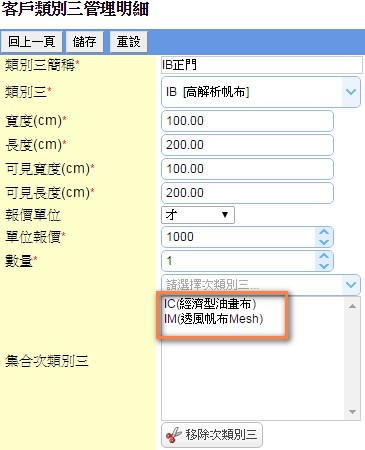 客戶類別三管理明細
回上一頁 儲存 重設
類別三簡稱* IB正門
類別三* IB [高解析帆布]
寬度(cm)* 100.00
長度(cm)* 200.00
可見寬度(cm)* 100.00
可見長度(cm)* 200.00
報價單位 才
單位報價* 1000
數量* 1
請選擇次類別三...
IC(經濟型油畫布)
IM(透風帆布Mesh)
集合次類別三
移除次類別三